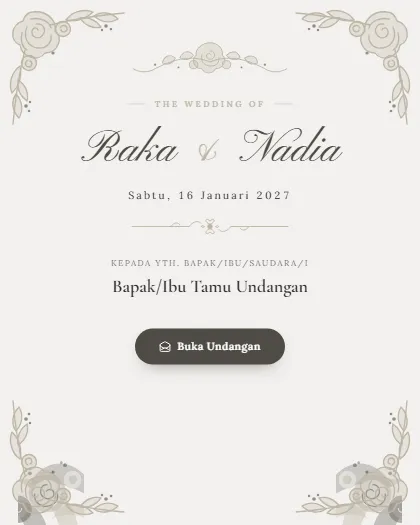 THE WEDDING OF
Raka & Nadia
Sabtu, 16 Januari 2027
KEPADA YTH. BAPAK/IBU/SAUDARA/I
Bapak/Ibu Tamu Undangan
Buka Undangan